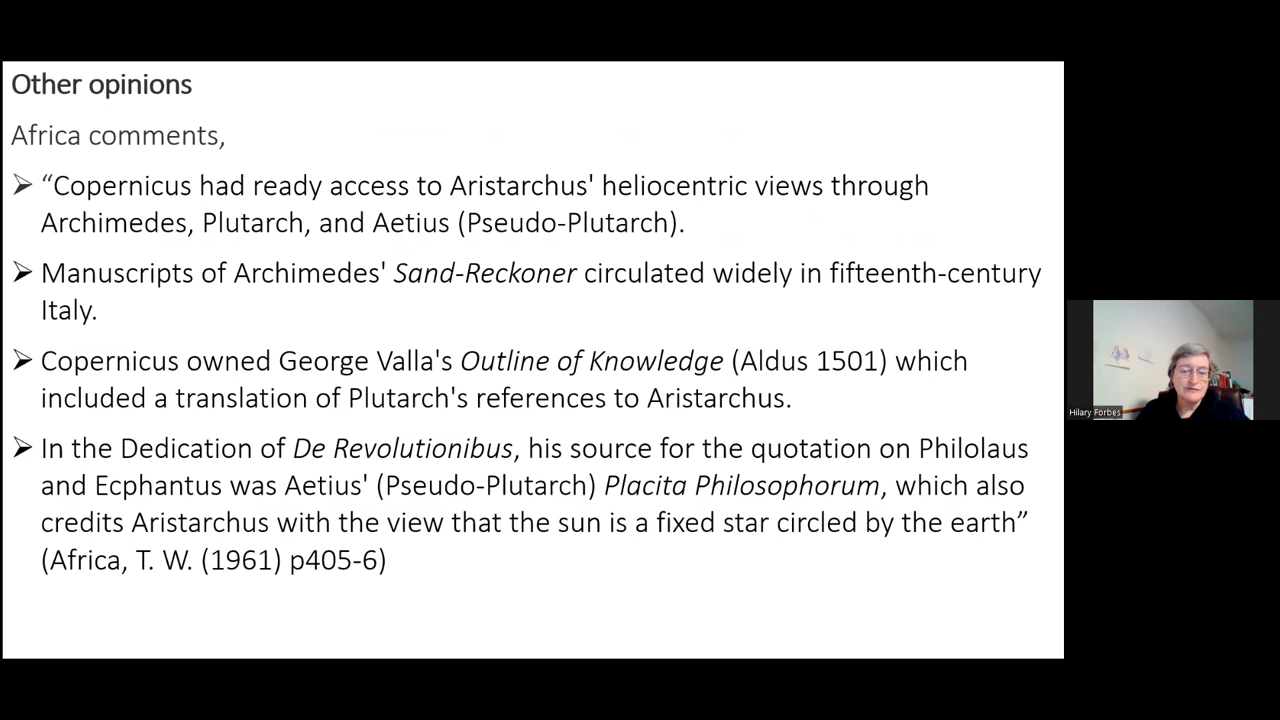 Other opinions
Africa comments,
➢ “Copernicus had ready access to Aristarchus' heliocentric views through
Archimedes, Plutarch, and Aetius (Pseudo-Plutarch).
➢ Manuscripts of Archimedes' Sand-Reckoner circulated widely in fifteenth-century
Italy.
➢ Copernicus owned George Valla's Outline of Knowledge (Aldus 1501) which
included a translation of Plutarch's references to Aristarchus.
➢ In the Dedication of De Revolutionibus, his source for the quotation on Philolaus
and Ecphantus was Aetius' (Pseudo-Plutarch) Placita Philosophorum, which also
credits Aristarchus with the view that the sun is a fixed star circled by the earth”
(Africa, T. W. (1961) p405-6)
Hilary Forbes